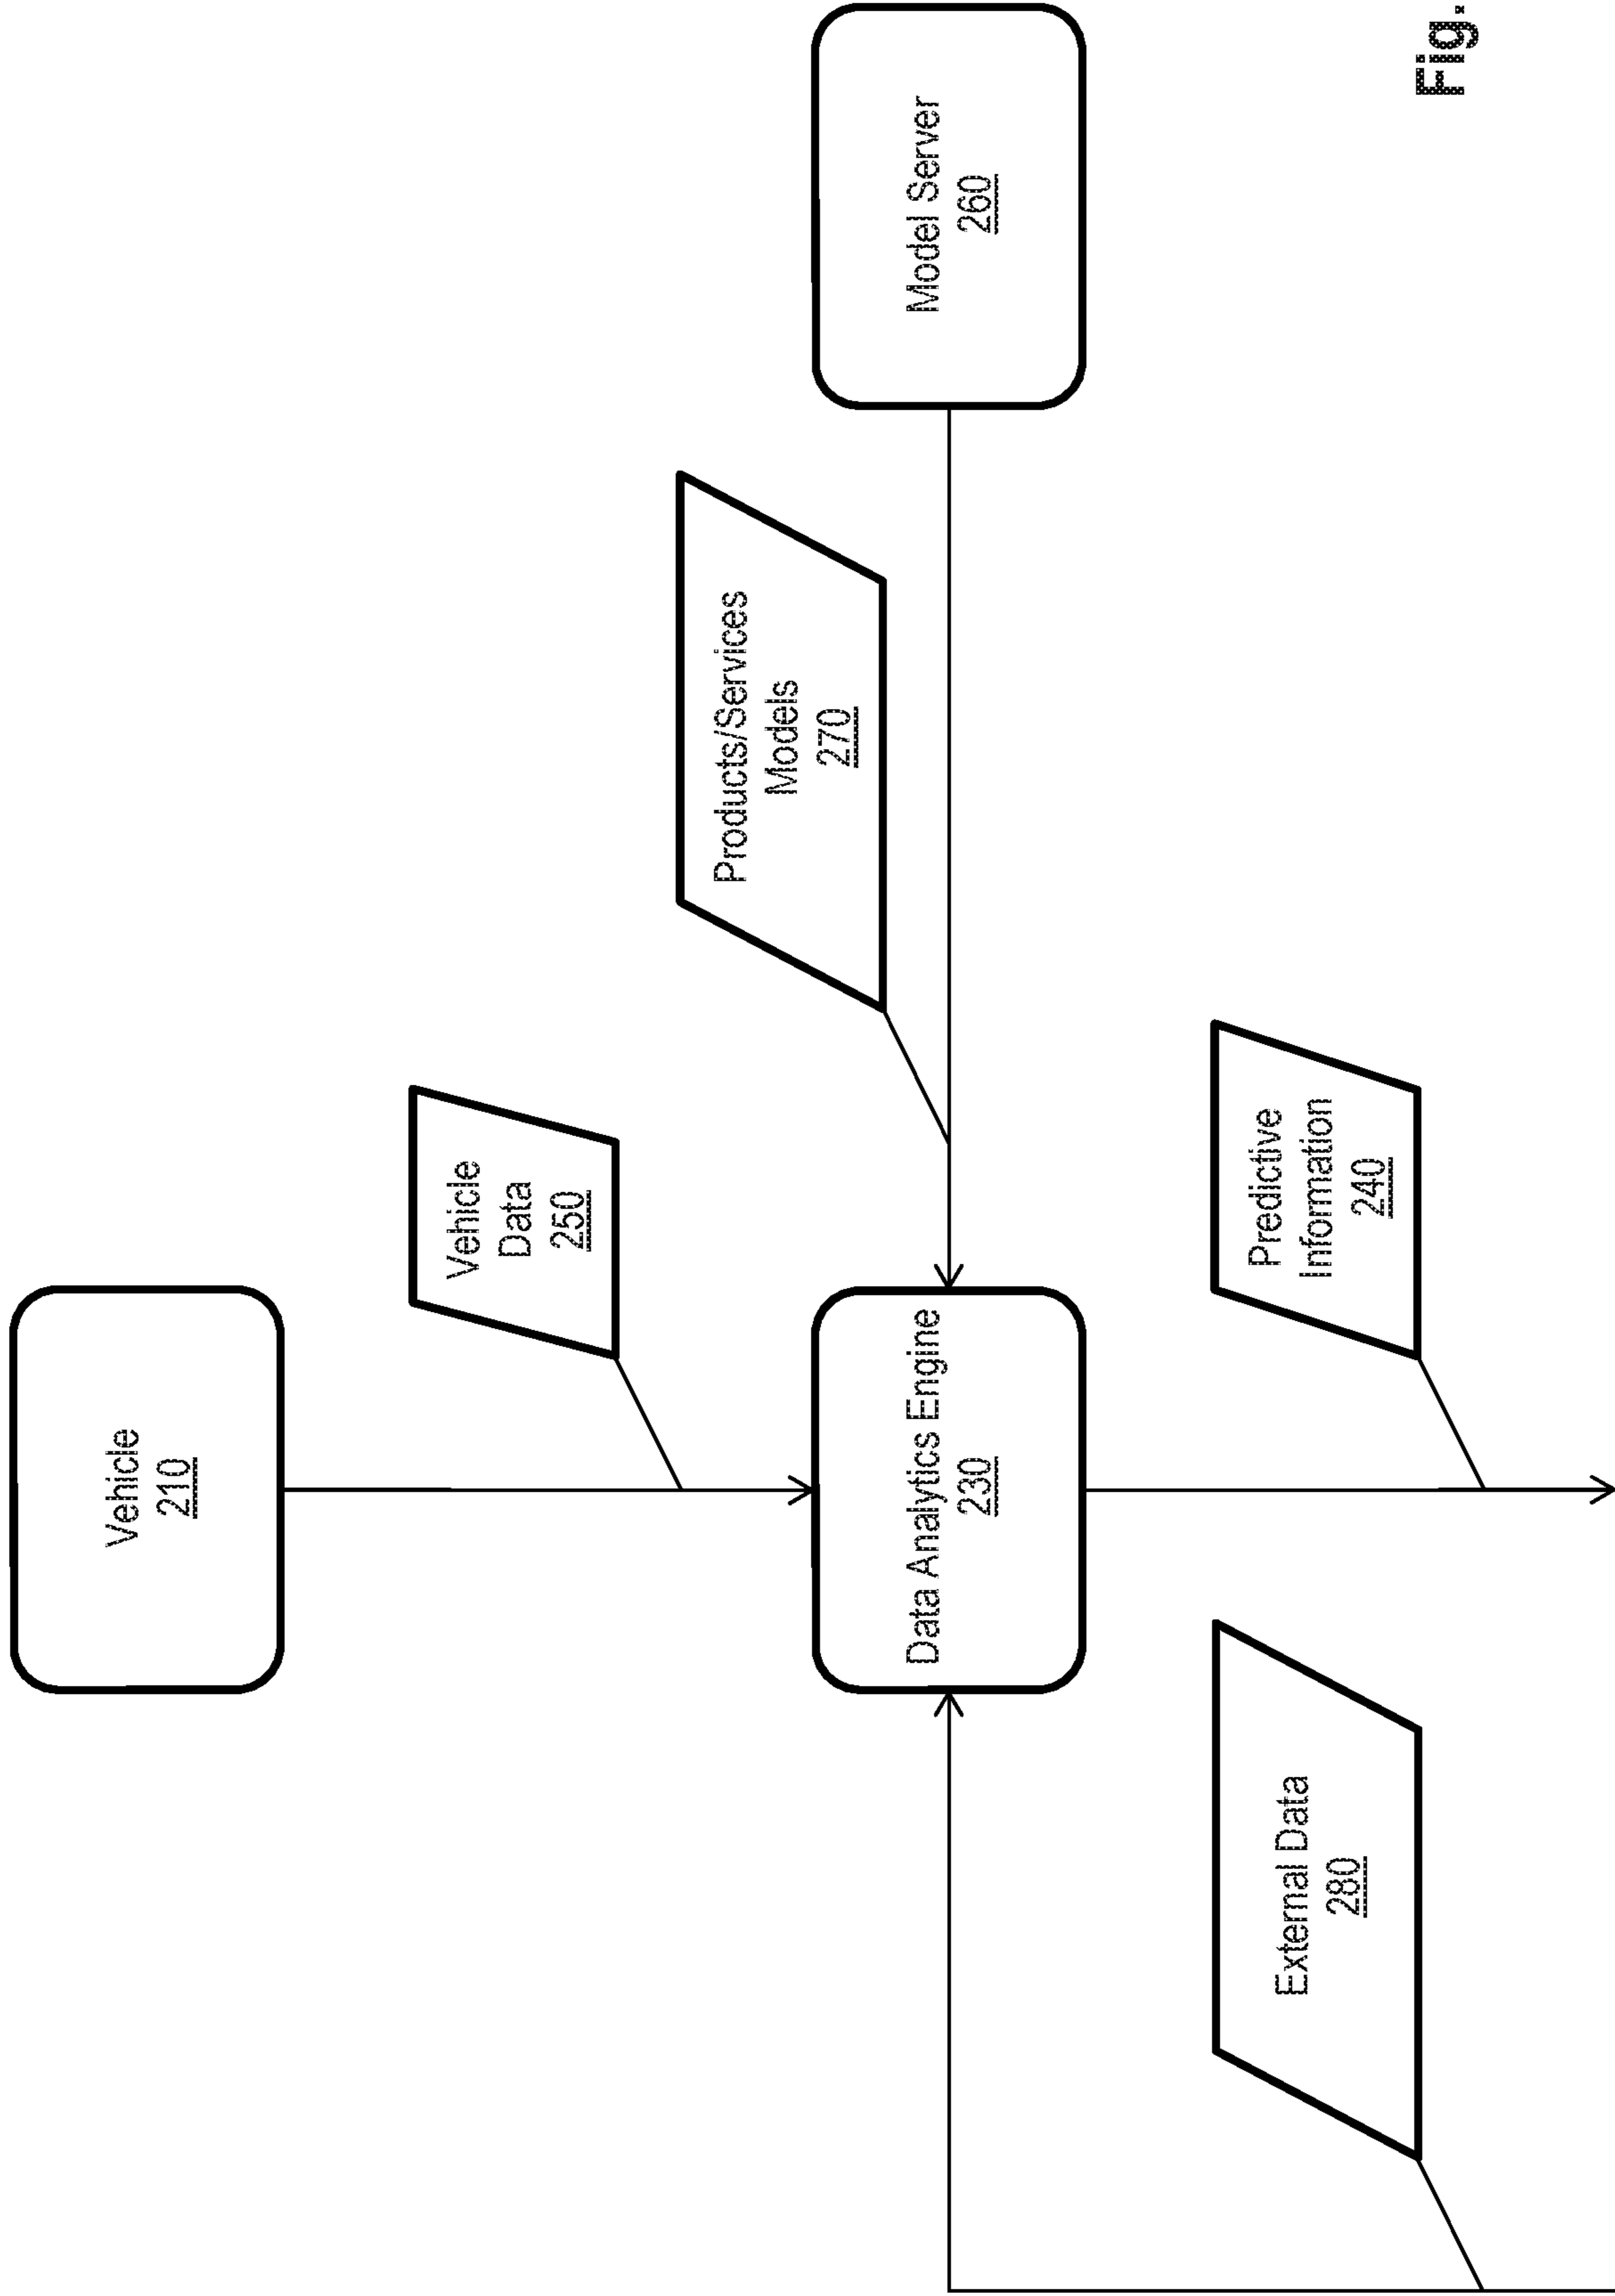 Vehicle
210
Vehicle
Data
250
Products/Services
Models
270
Data Analytics Engine
230
Model Server
260
External Data
280
Predictive
Information
240
Fig.